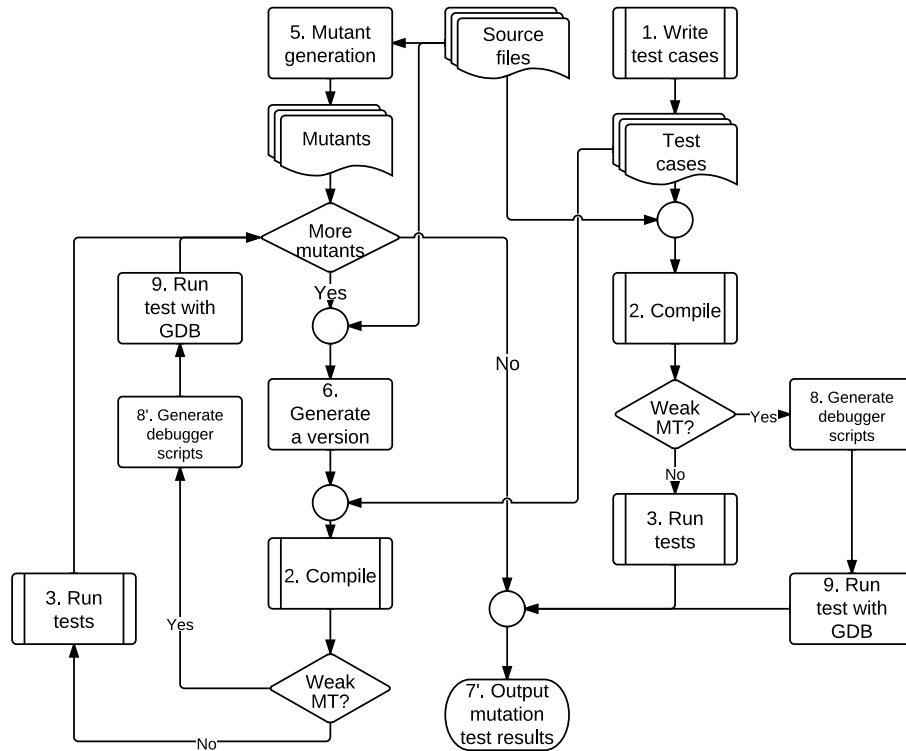 5. Mutant
generation
Source
files
1. Write
test cases
Mutants
Test
cases
More
mutants
9. Run
test with
GDB
Yes
2. Compile
No
6.
Generate
a version
Weak
MT?
Yes
8. Generate
debugger
scripts
8'. Generate
debugger
scripts
No
3. Run
tests
2. Compile
3. Run
tests
9. Run
test with
GDB
Yes
Weak
MT?
7'. Output
mutation
test results
No